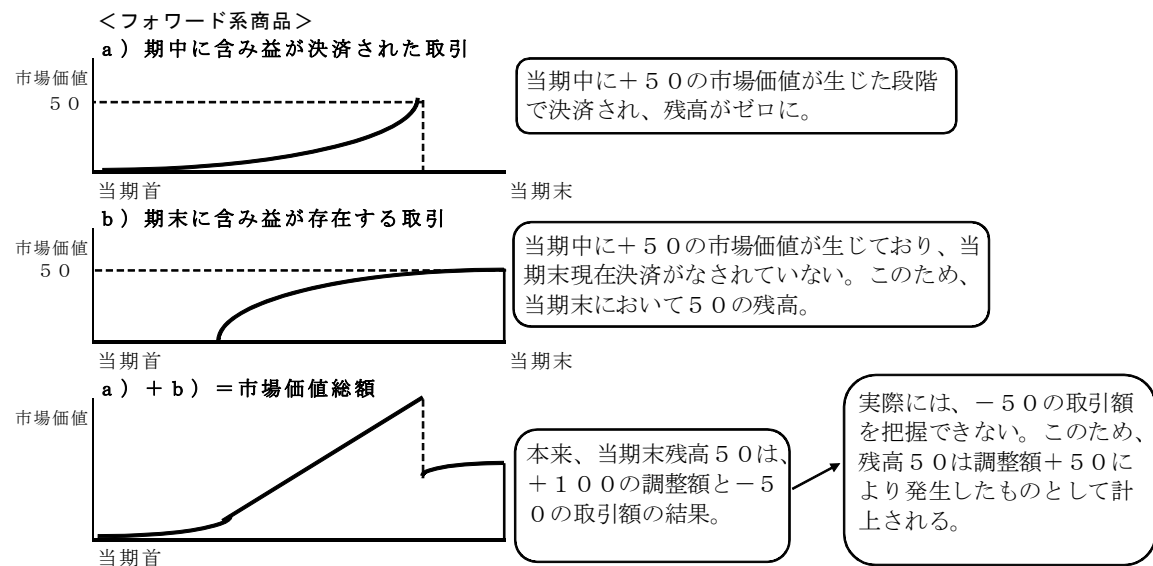 ＜フォワード系商品＞
a）期中に含み益が決済された取引
市場価値
５０
当期中に＋５０の市場価値が生じた段階
で決済され、残高がゼロに。
当期首
当期末
b）期末に含み益が存在する取引
市場価値
５０
当期中に＋５０の市場価値が生じており、当
期末現在決済がなされていない。このため、
当期末において５０の残高。
当期首
当期末
a）＋b）＝市場価値総額
市場価値
本来、当期末残高５０は、
＋１００の調整額と－５
０の取引額の結果。
実際には、－５０の取引額
を把握できない。このため、
残高５０は調整額＋５０に
より発生したものとして計
上される。
当期首